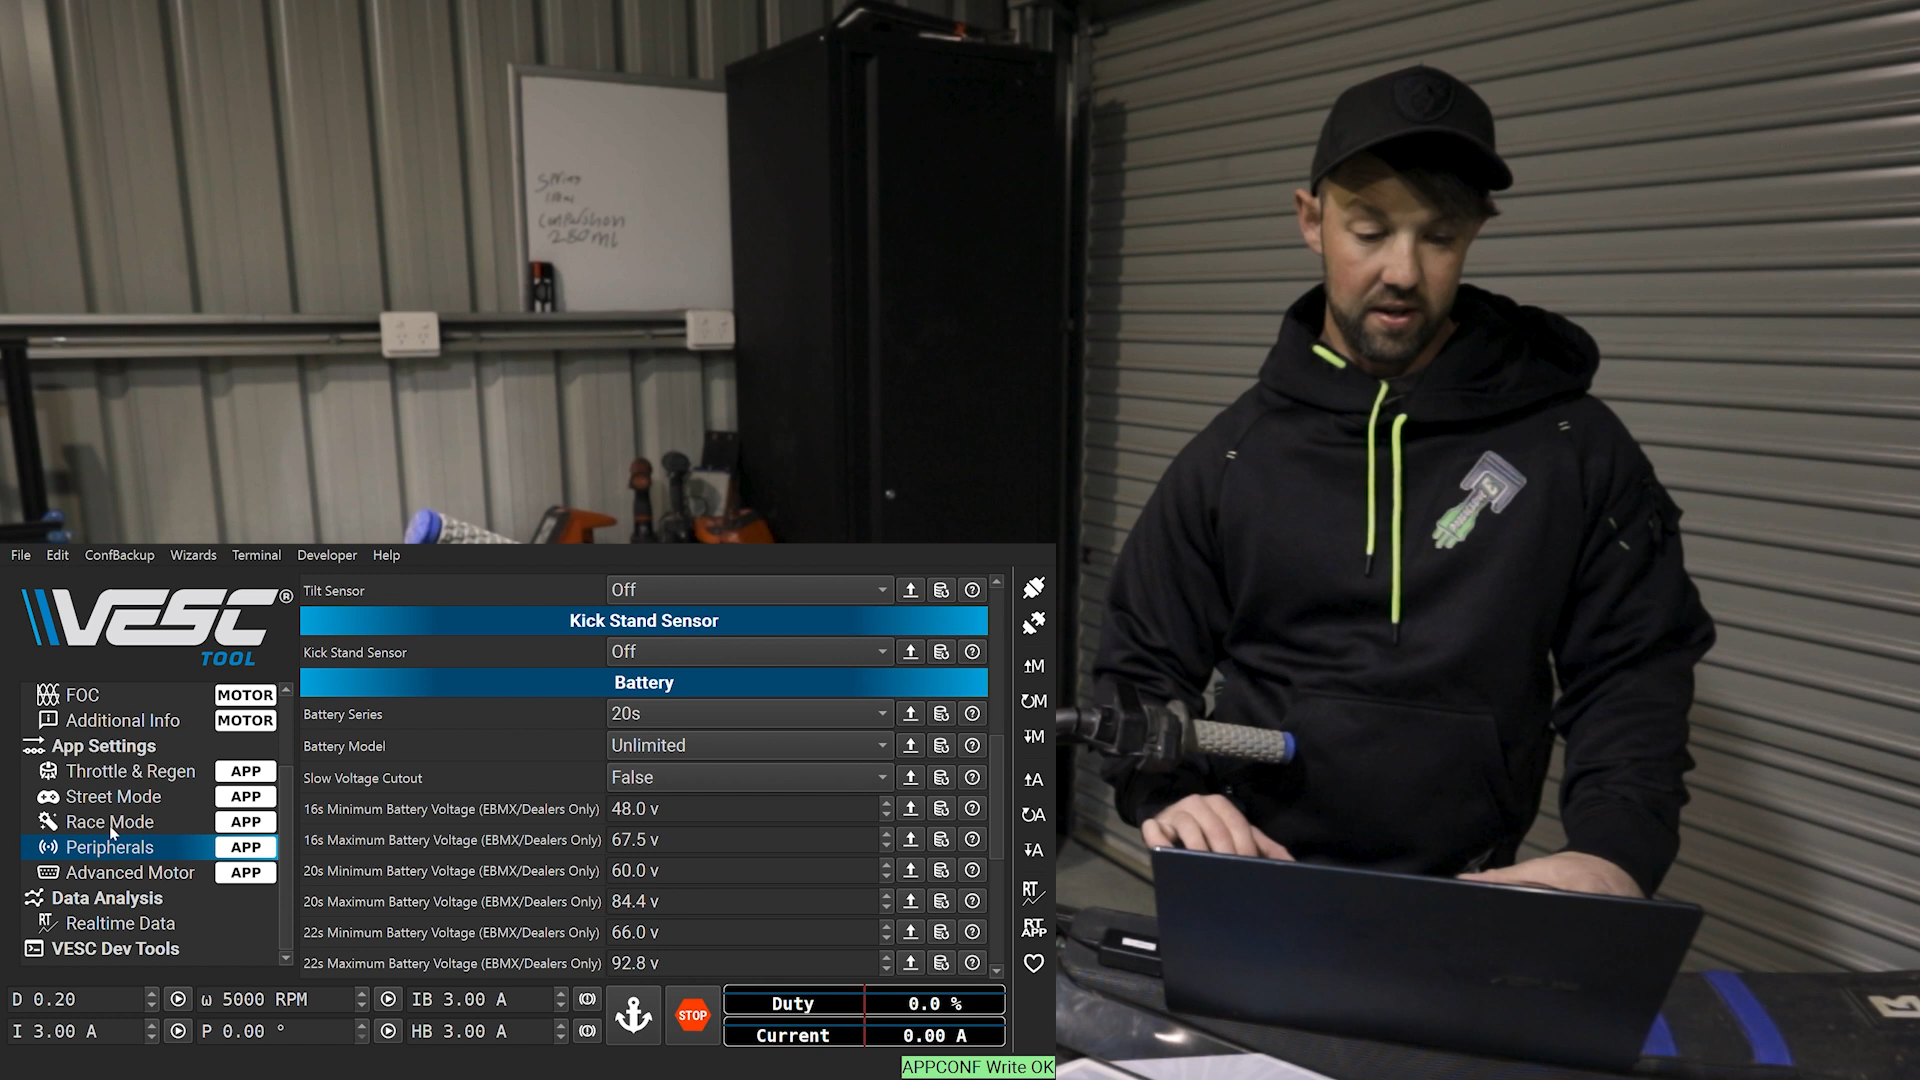 Spring
Compression
280ml
File Edit ConfBackup Wizards Terminal Developer Help
VESC®
TOOL
FOC MOTOR
Additional Info MOTOR
App Settings
Throttle & Regen APP
Street Mode APP
Race Mode APP
Peripherals APP
Advanced Motor APP
Data Analysis
RT Realtime Data
VESC Dev Tools
Tilt Sensor Off
Kick Stand Sensor
Kick Stand Sensor Off
Battery
Battery Series 20s
Battery Model Unlimited
Slow Voltage Cutout False
16s Minimum Battery Voltage (EBMX/Dealers Only) 48.0 v
16s Maximum Battery Voltage (EBMX/Dealers Only) 67.5 v
20s Minimum Battery Voltage (EBMX/Dealers Only) 60.0 v
20s Maximum Battery Voltage (EBMX/Dealers Only) 84.4 v
22s Minimum Battery Voltage (EBMX/Dealers Only) 66.0 v
22s Maximum Battery Voltage (EBMX/Dealers Only) 92.8 v
M
M
M
A
A
A
RT
RT
APP
D 0.20 ω 5000 RPM IB 3.00 A
I 3.00 A P 0.00 ° HB 3.00 A
STOP
Duty 0.0 %
Current 0.00 A
APPCONF Write OK